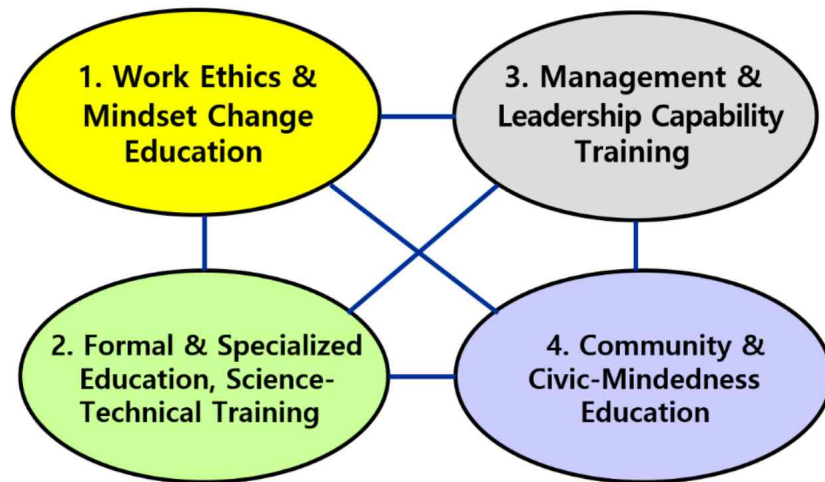 1. Work Ethics &
Mindset Change
Education
2. Formal & Specialized
Education, Science-
Technical Training
3. Management &
Leadership Capability
Training
4. Community &
Civic-Mindedness
Education